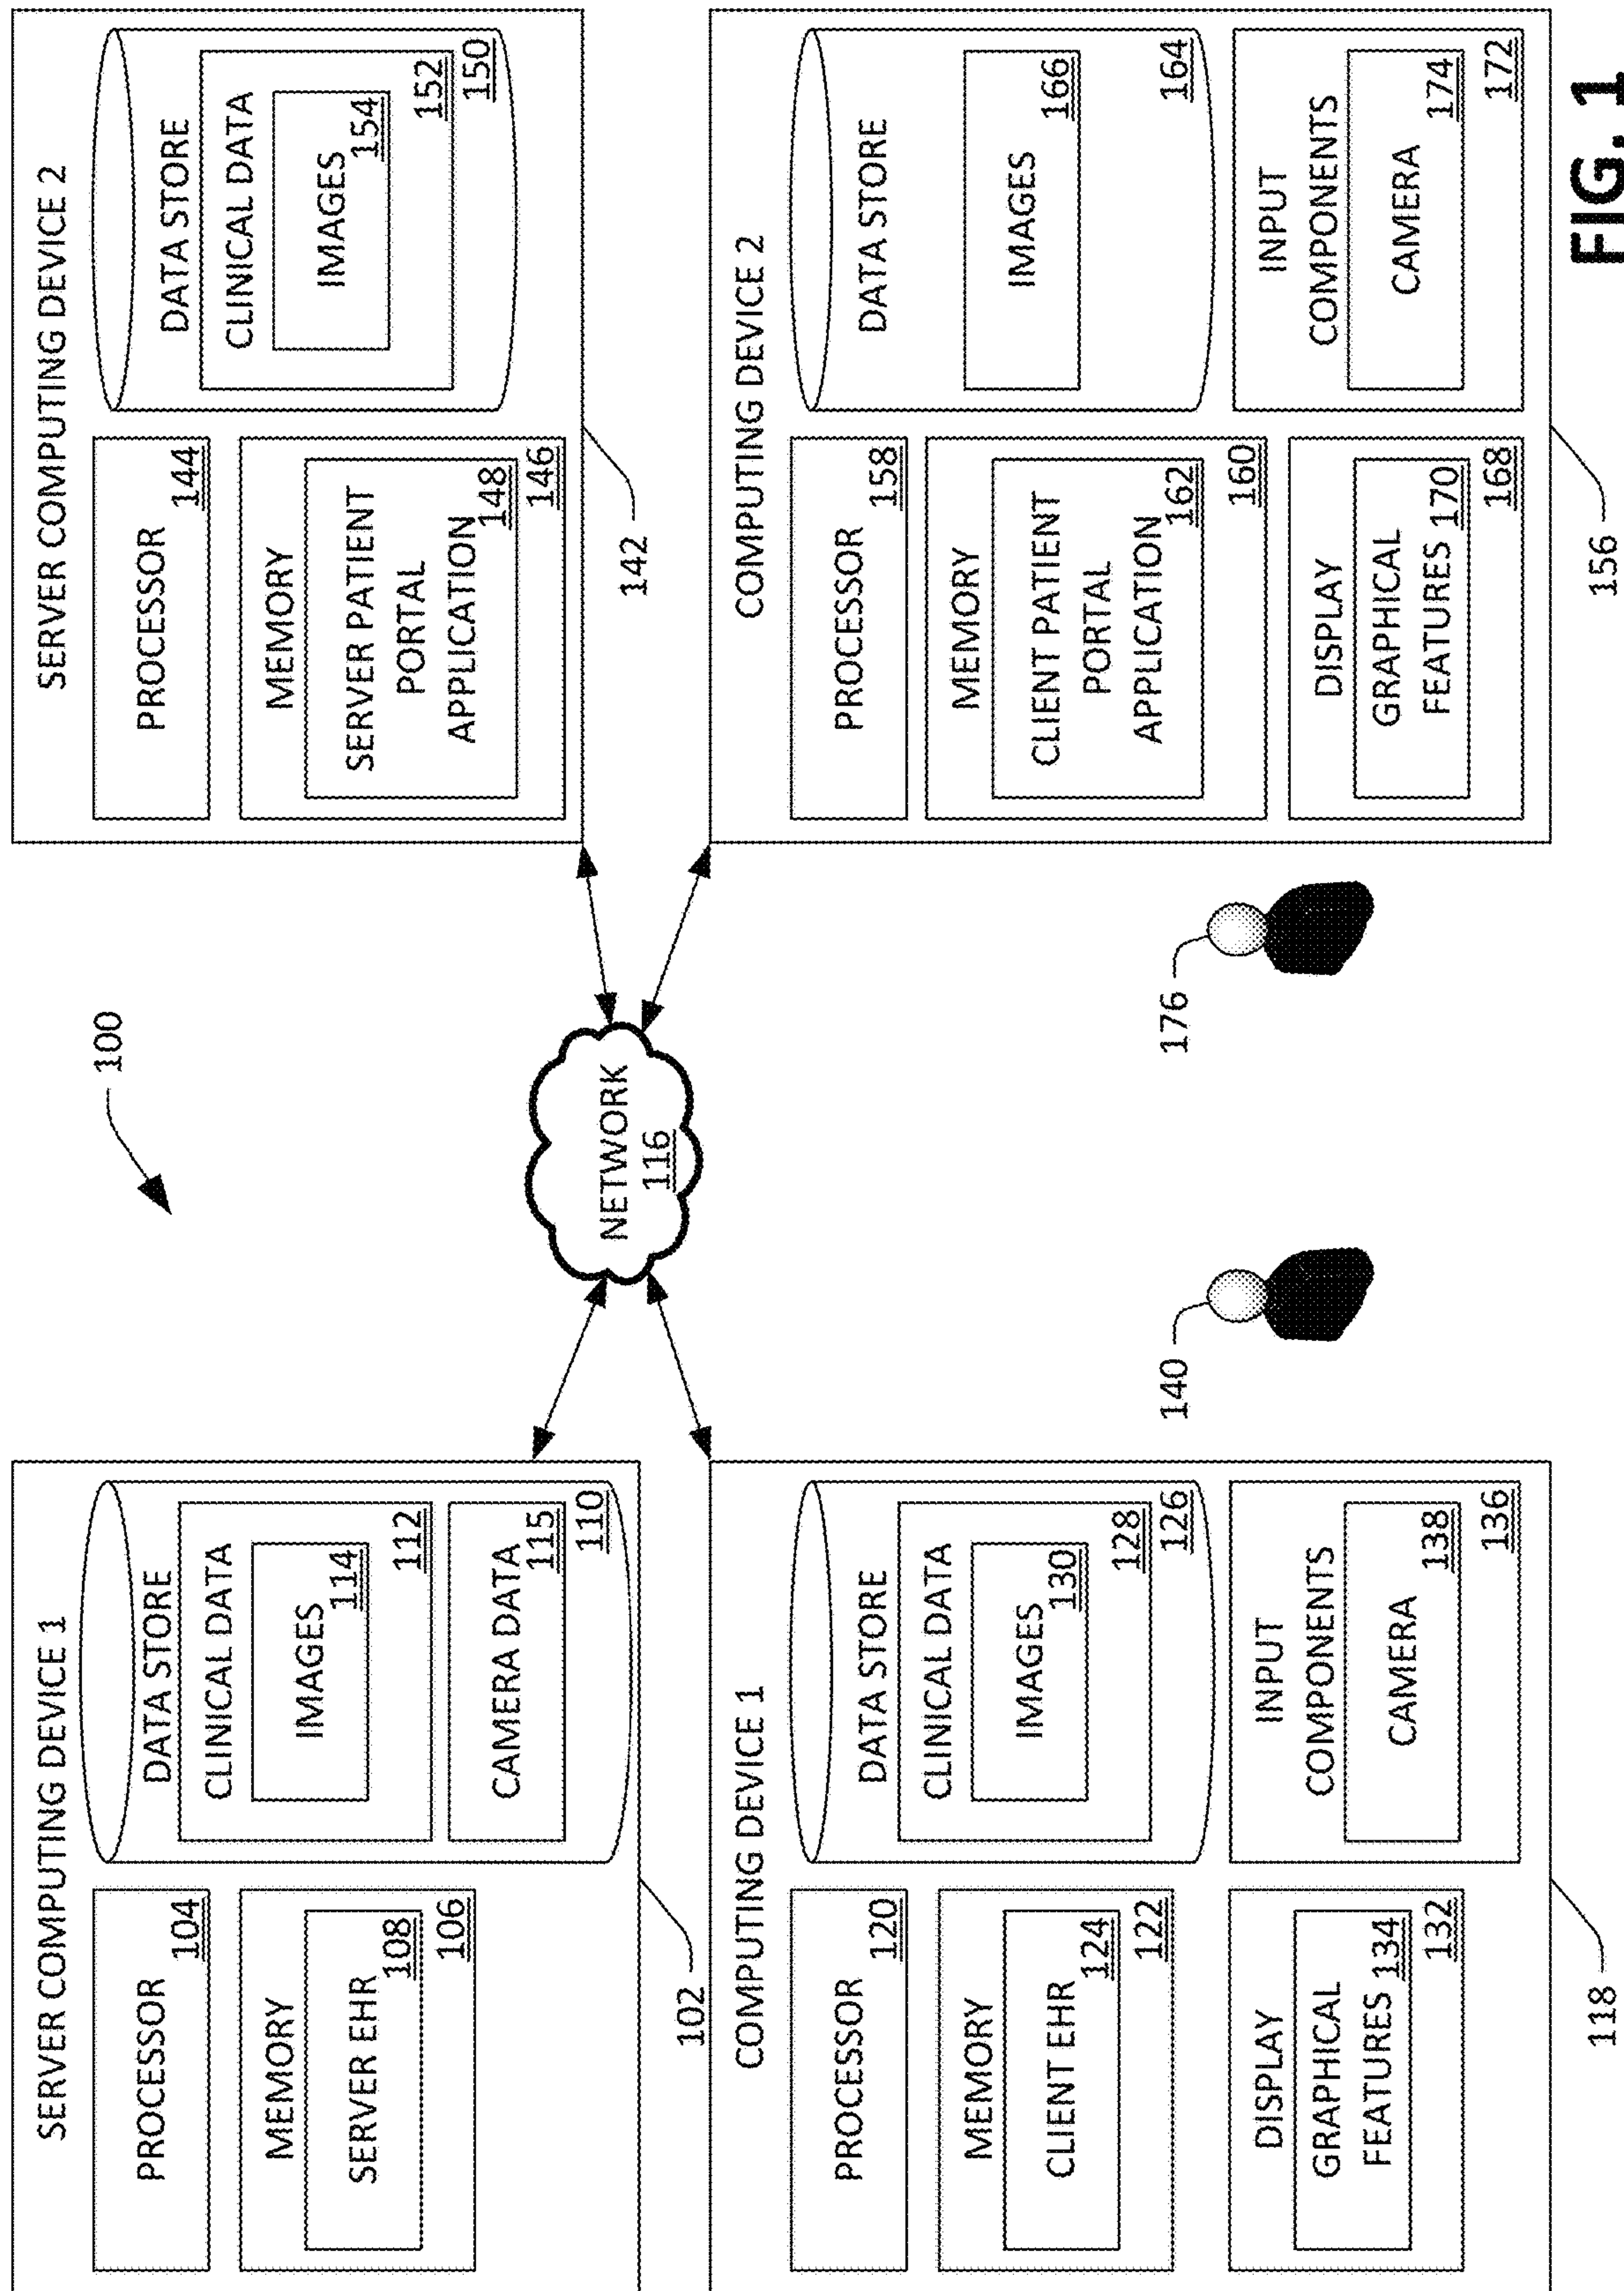 100
SERVER COMPUTING DEVICE 1
PROCESSOR
104
MEMORY
SERVER EHR
108
106
DATA STORE
CLINICAL DATA
IMAGES
114
112
CAMERA DATA
115
110
102
NETWORK
116
SERVER COMPUTING DEVICE 2
PROCESSOR
144
MEMORY
SERVER PATIENT
PORTAL
APPLICATION
148
146
DATA STORE
CLINICAL DATA
IMAGES
154
152
150
142
COMPUTING DEVICE 1
PROCESSOR
120
MEMORY
CLIENT EHR
124
122
DISPLAY
GRAPHICAL
FEATURES 134
132
DATA STORE
CLINICAL DATA
IMAGES
130
128
126
INPUT
COMPONENTS
CAMERA
138
136
118
140
176
COMPUTING DEVICE 2
PROCESSOR
158
MEMORY
CLIENT PATIENT
PORTAL
APPLICATION
162
160
DISPLAY
GRAPHICAL
FEATURES 170
168
DATA STORE
IMAGES
166
164
INPUT
COMPONENTS
CAMERA
174
172
156
FIG. 1